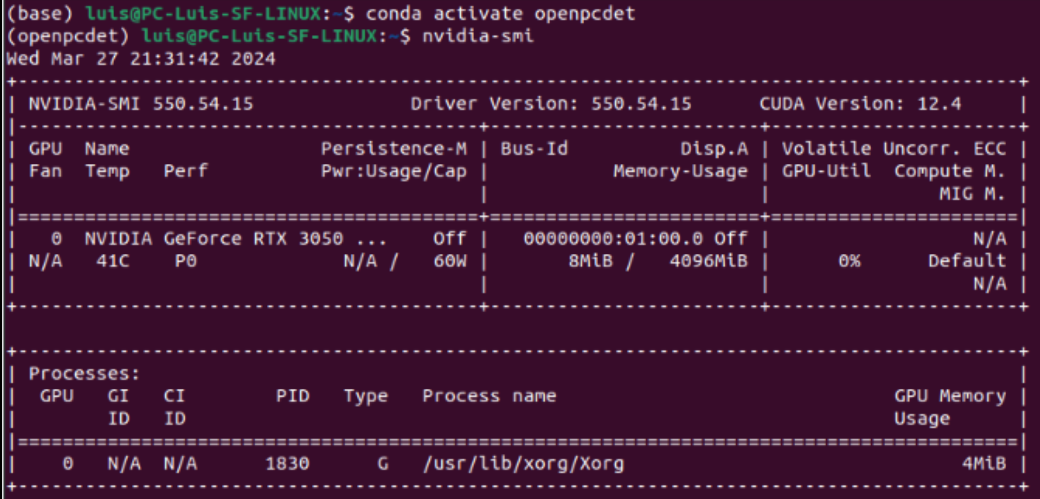 (base) luis@PC-Luis-SF-LINUX:~$ conda activate openpcdet
(openpcdet) luis@PC-Luis-SF-LINUX:~$ nvidia-smi
Wed Mar 27 21:31:42 2024
+-----------------------------------------------------------------------------------------+
| NVIDIA-SMI 550.54.15              Driver Version: 550.54.15      CUDA Version: 12.4     |
|-----------------------------------------+------------------------+----------------------+
| GPU  Name                 Persistence-M | Bus-Id          Disp.A | Volatile Uncorr. ECC |
| Fan  Temp   Perf          Pwr:Usage/Cap |           Memory-Usage | GPU-Util  Compute M. |
|                                         |                        |               MIG M. |
|=========================================+========================+======================|
|   0  NVIDIA GeForce RTX 3050 ...    Off |   00000000:01:00.0 Off |                  N/A |
| N/A   41C    P0             N/A /   60W |       8MiB /   4096MiB |      0%      Default |
|                                         |                        |                  N/A |
+-----------------------------------------+------------------------+----------------------+
+-----------------------------------------------------------------------------------------+
| Processes:                                                                              |
|  GPU   GI   CI        PID   Type   Process name                              GPU Memory |
|        ID   ID                                                               Usage      |
|=========================================================================================|
|    0   N/A  N/A      1830      G   /usr/lib/xorg/Xorg                              4MiB |
+-----------------------------------------------------------------------------------------+